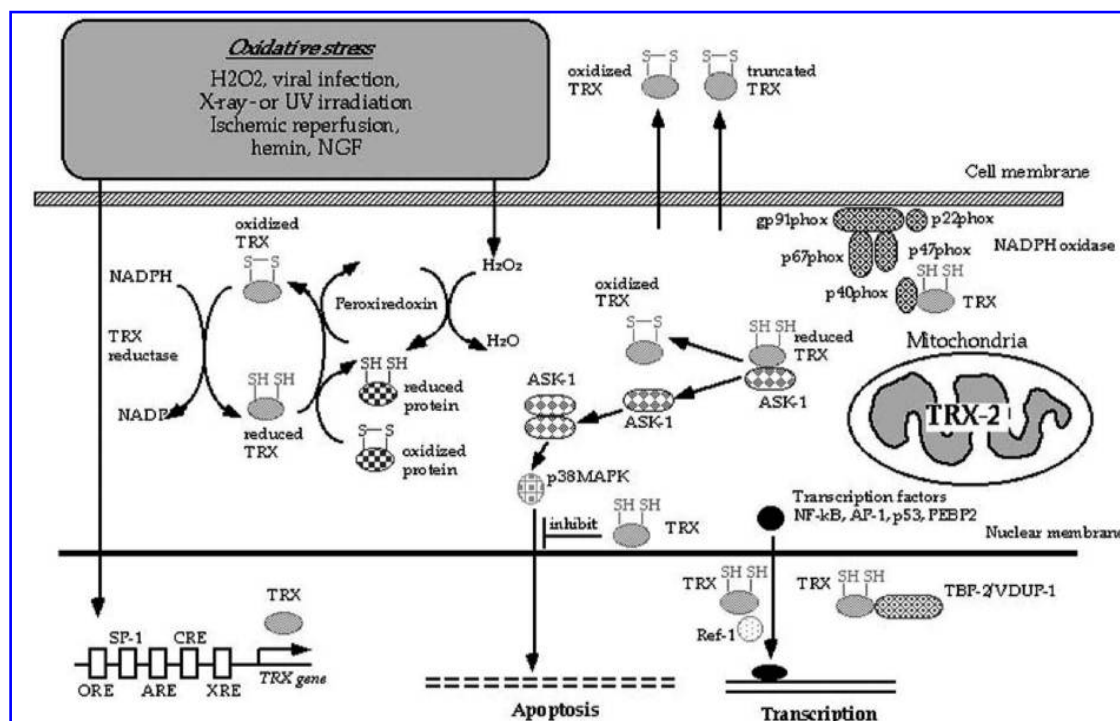 Oxidative stress
H2O2, viral infection,
X-ray- or UV irradiation
Ischemic reperfusion,
hemin, NGF
oxidized
TRX
S—S
S—S
truncated
TRX
Cell membrane
gp91phox
p22phox
p67phox
p47phox
NADPH oxidase
p40phox
SH SH
TRX
NADPH
TRX
reductase
NADP
oxidized
TRX
S—S
SH SH
reduced
TRX
Peroxiredoxin
H2O2
H2O
SH SH
reduced
protein
S—S
oxidized
protein
oxidized
TRX
S—S
SH SH
reduced
TRX
ASK-1
ASK-1
ASK-1
p38MAPK
inhibit
SH SH
TRX
Mitochondria
TRX-2
Transcription factors
NF-kB, AP-1, p53, PEBP2
Nuclear membrane
TRX
SP-1
CRE
ORE
ARE
XRE
TRX gene
Apoptosis
TRX
SH SH
Ref-1
TRX
SH SH
TBP-2/VDUP-1
Transcription